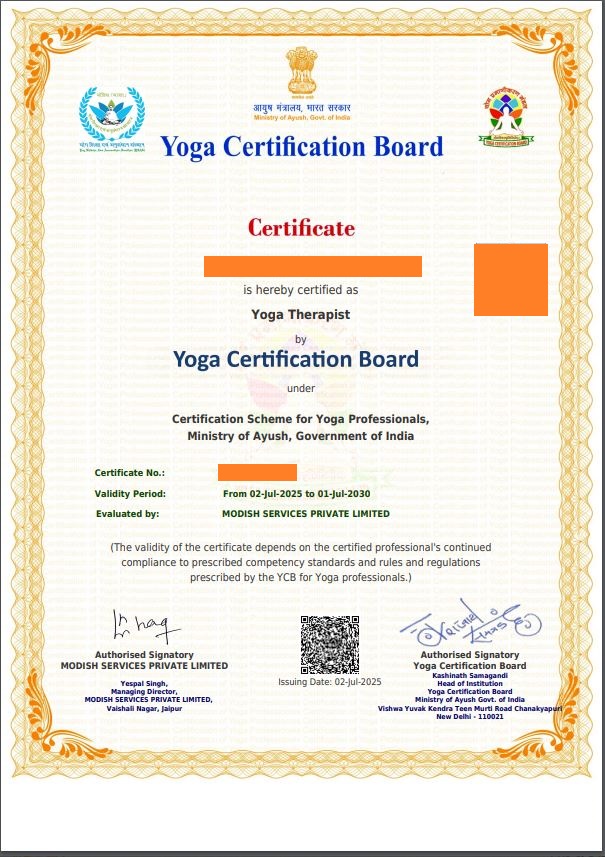 आयुष मंत्रालय, भारत सरकार
Ministry of Ayush, Govt. of India
Yoga Certification Board
YOGA CERTIFICATION BOARD
Certificate
is hereby certified as
Yoga Therapist
by
Yoga Certification Board
under
Certification Scheme for Yoga Professionals,
Ministry of Ayush, Government of India
Certificate No.:
Validity Period: From 02-Jul-2025 to 01-Jul-2030
Evaluated by: MODISH SERVICES PRIVATE LIMITED
(The validity of the certificate depends on the certified professional's continued
compliance to prescribed competency standards and rules and regulations
prescribed by the YCB for Yoga professionals.)
Authorised Signatory
MODISH SERVICES PRIVATE LIMITED
Yespal Singh,
Managing Director,
MODISH SERVICES PRIVATE LIMITED,
Vaishali Nagar, Jaipur
Issuing Date: 02-Jul-2025
Authorised Signatory
Yoga Certification Board
Kashinath Samagandi
Head of Institution
Yoga Certification Board
Ministry of Ayush Govt. of India
Vishwa Yuvak Kendra Teen Murti Road Chanakyapuri
New Delhi - 110021